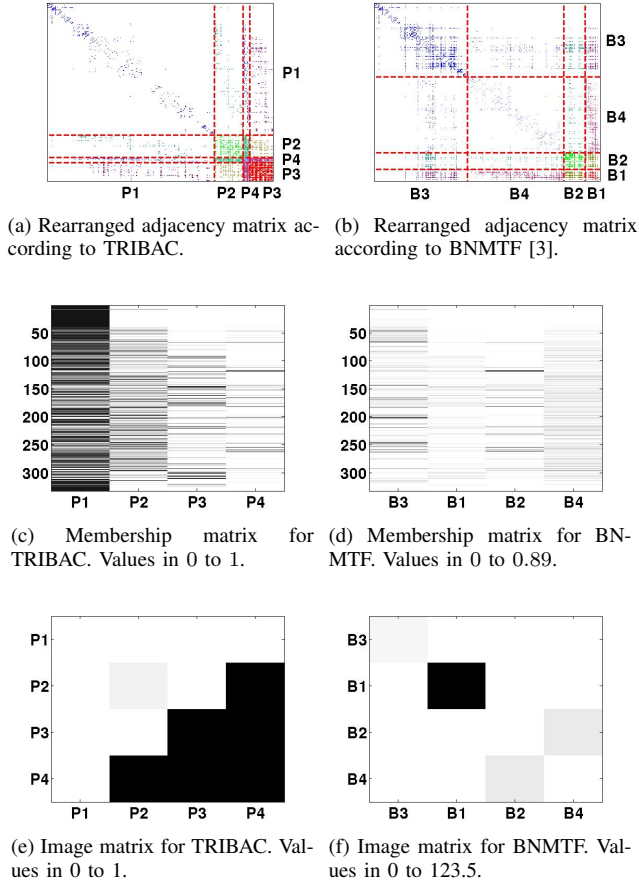 P1
P2
P4
P3
P1 P2 P4 P3
B3
B4
B2
B1
B3 B4 B2 B1
(a) Rearranged adjacency matrix ac-
cording to TRIBAC.
(b) Rearranged adjacency matrix
according to BNMTF [3].
50
100
150
200
250
300
P1 P2 P3 P4
50
100
150
200
250
300
B3 B1 B2 B4
(c) Membership matrix for
TRIBAC. Values in 0 to 1.
(d) Membership matrix for BN-
MTF. Values in 0 to 0.89.
P1
P2
P3
P4
P1 P2 P3 P4
B3
B1
B2
B4
B3 B1 B2 B4
(e) Image matrix for TRIBAC. Val-
ues in 0 to 1.
(f) Image matrix for BNMTF. Val-
ues in 0 to 123.5.